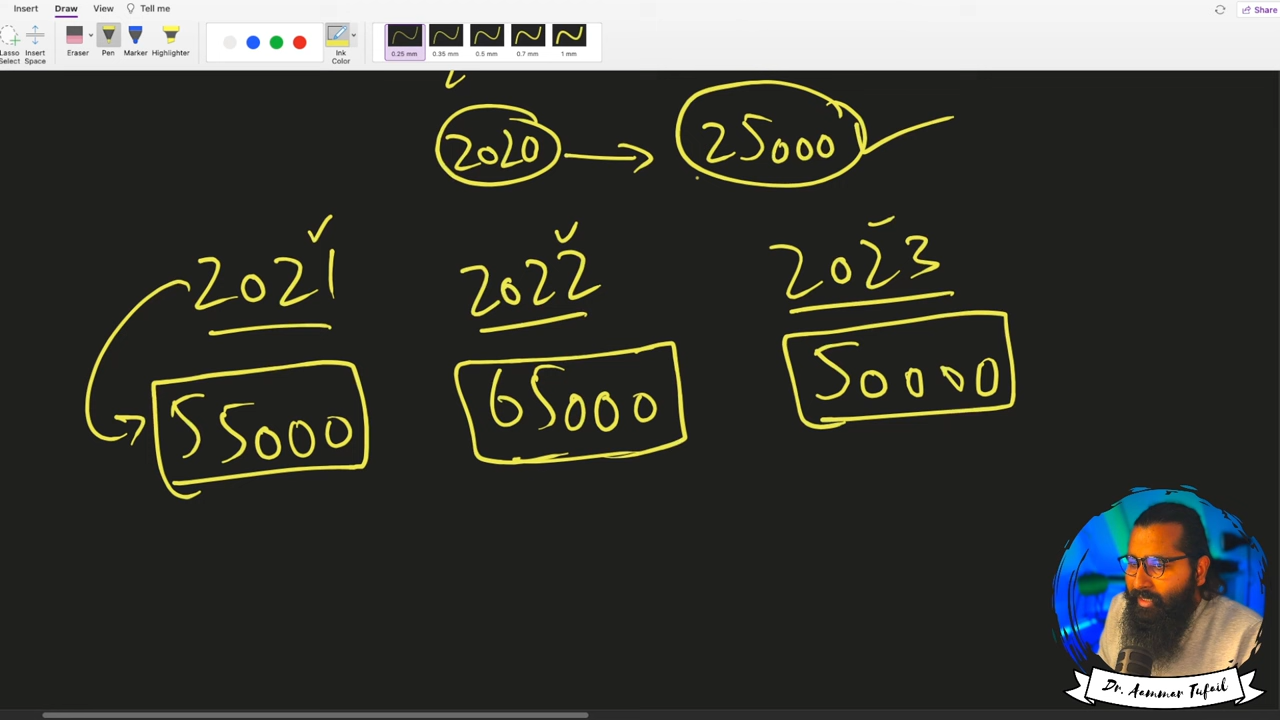 Insert Draw View Tell me Share
Lasso Select
Insert Space
Eraser
Pen
Marker
Highlighter
Ink Color
0.25 mm
0.35 mm
0.5 mm
0.7 mm
1 mm
2020 → 25000
2021 2022 2023
55000 65000 50000
Dr. Aammar Tufail